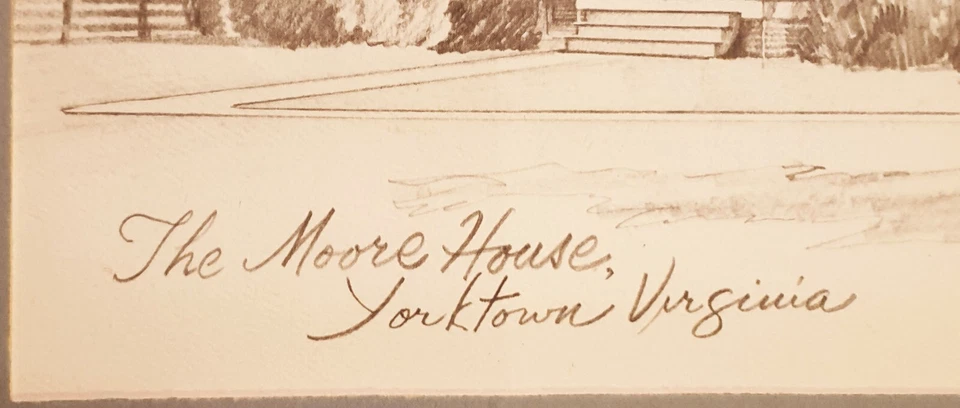 The Moore House,
Yorktown, Virginia